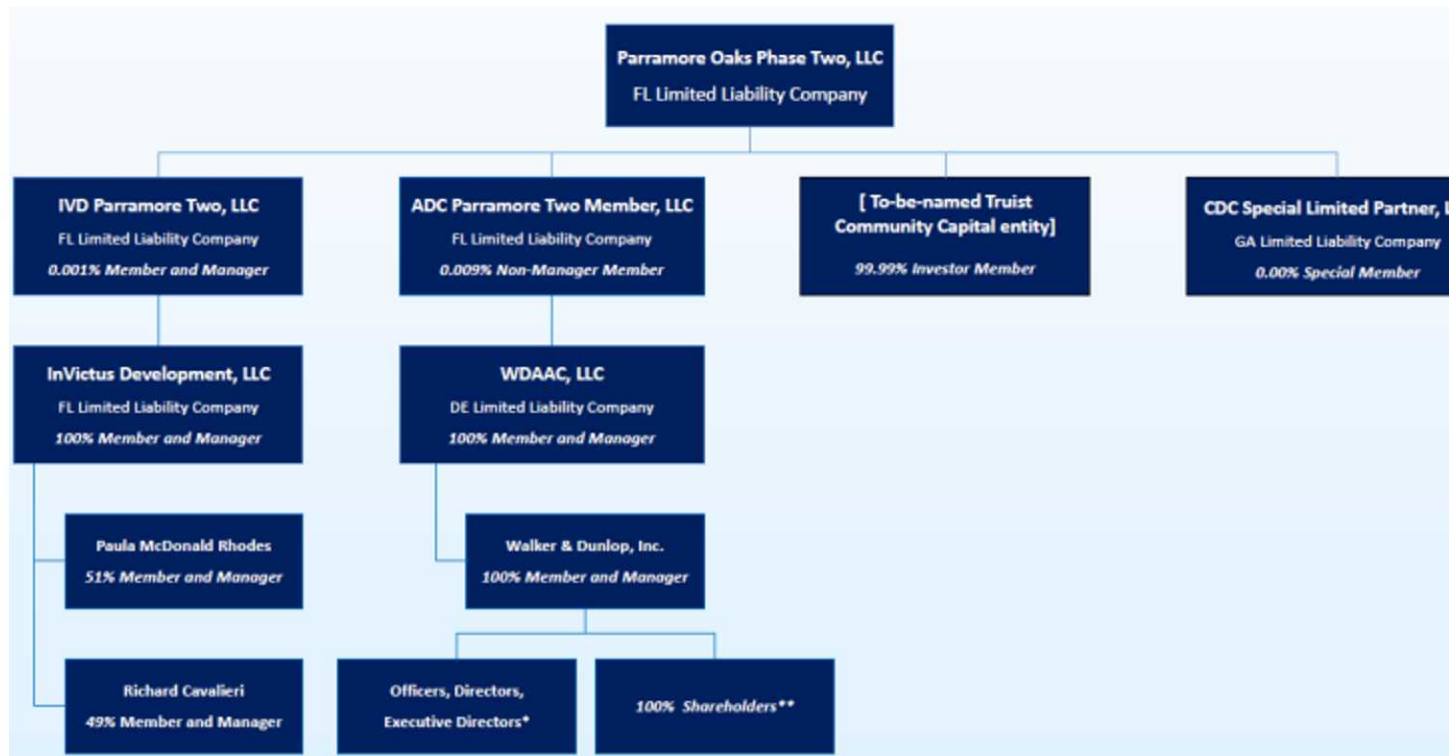 Parramore Oaks Phase Two, LLC
FL Limited Liability Company
IVD Parramore Two, LLC
FL Limited Liability Company
0.001% Member and Manager
ADC Parramore Two Member, LLC
FL Limited Liability Company
0.009% Non-Manager Member
[ To-be-named Truist
Community Capital entity]
99.99% Investor Member
CDC Special Limited Partner, L
GA Limited Liability Company
0.00% Special Member
InVictus Development, LLC
FL Limited Liability Company
100% Member and Manager
WDAAC, LLC
DE Limited Liability Company
100% Member and Manager
Paula McDonald Rhodes
51% Member and Manager
Walker & Dunlop, Inc.
100% Member and Manager
Richard Cavalieri
49% Member and Manager
Officers, Directors,
Executive Directors*
100% Shareholders**